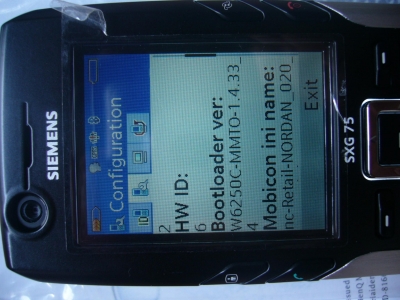 SIEMENS
Configuration
2
HW ID:
6
Bootloader ver:
W6250C-MMTO-1.4.33_
4
Mobicon ini name:
nc-Retail-NORDAN_020_
Exit
SXG 75